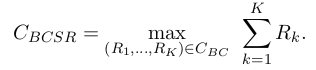 $C_{BCSR} = \max_{(R_1,\ldots,R_K)\in C_{BC}} \sum_{k=1}^{K} R_k.$